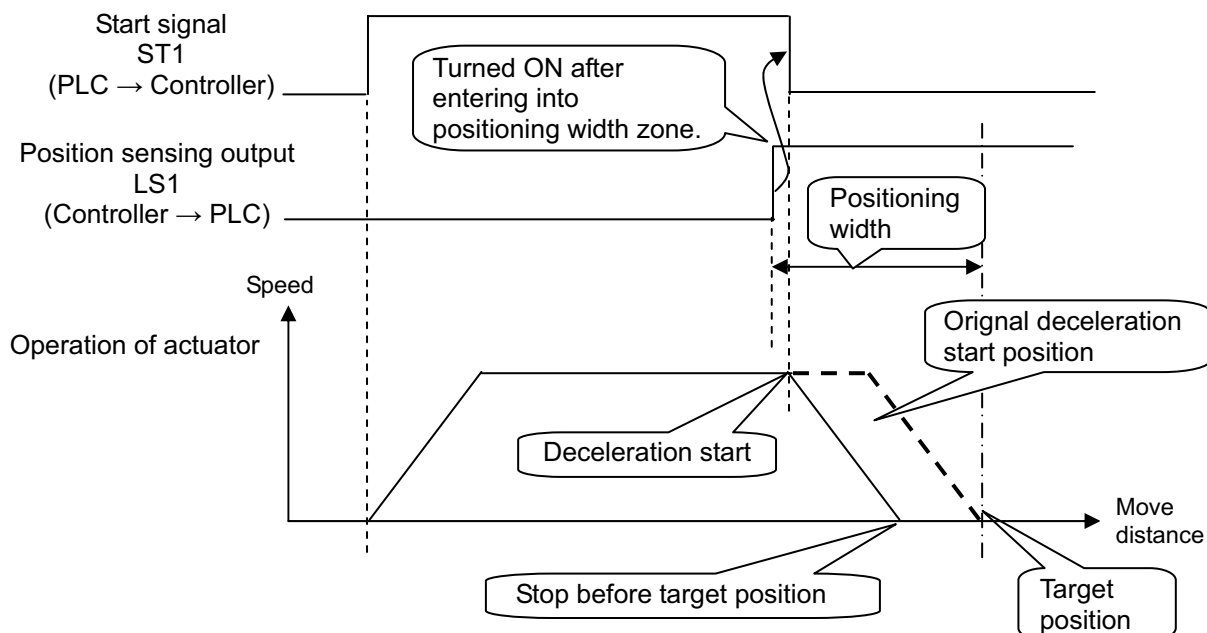 Start signal
ST1
(PLC → Controller)
Turned ON after
entering into
positioning width zone.
Position sensing output
LS1
(Controller → PLC)
Positioning
width
Speed
Operation of actuator
Orignal deceleration
start position
Deceleration start
Move
distance
Stop before target position
Target
position